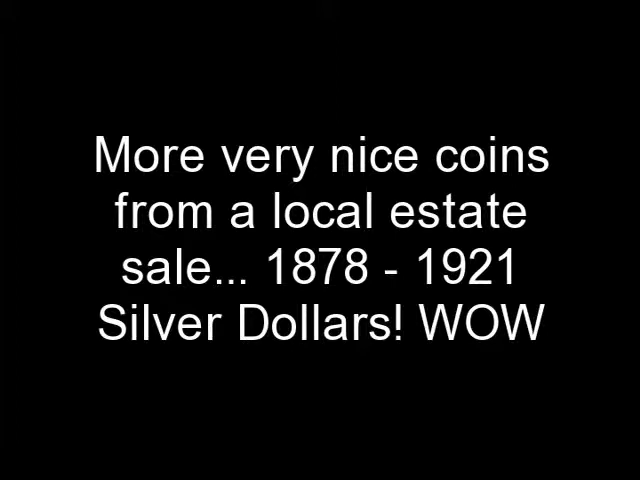 More very nice coins
from a local estate
sale... 1878 - 1921
Silver Dollars! WOW